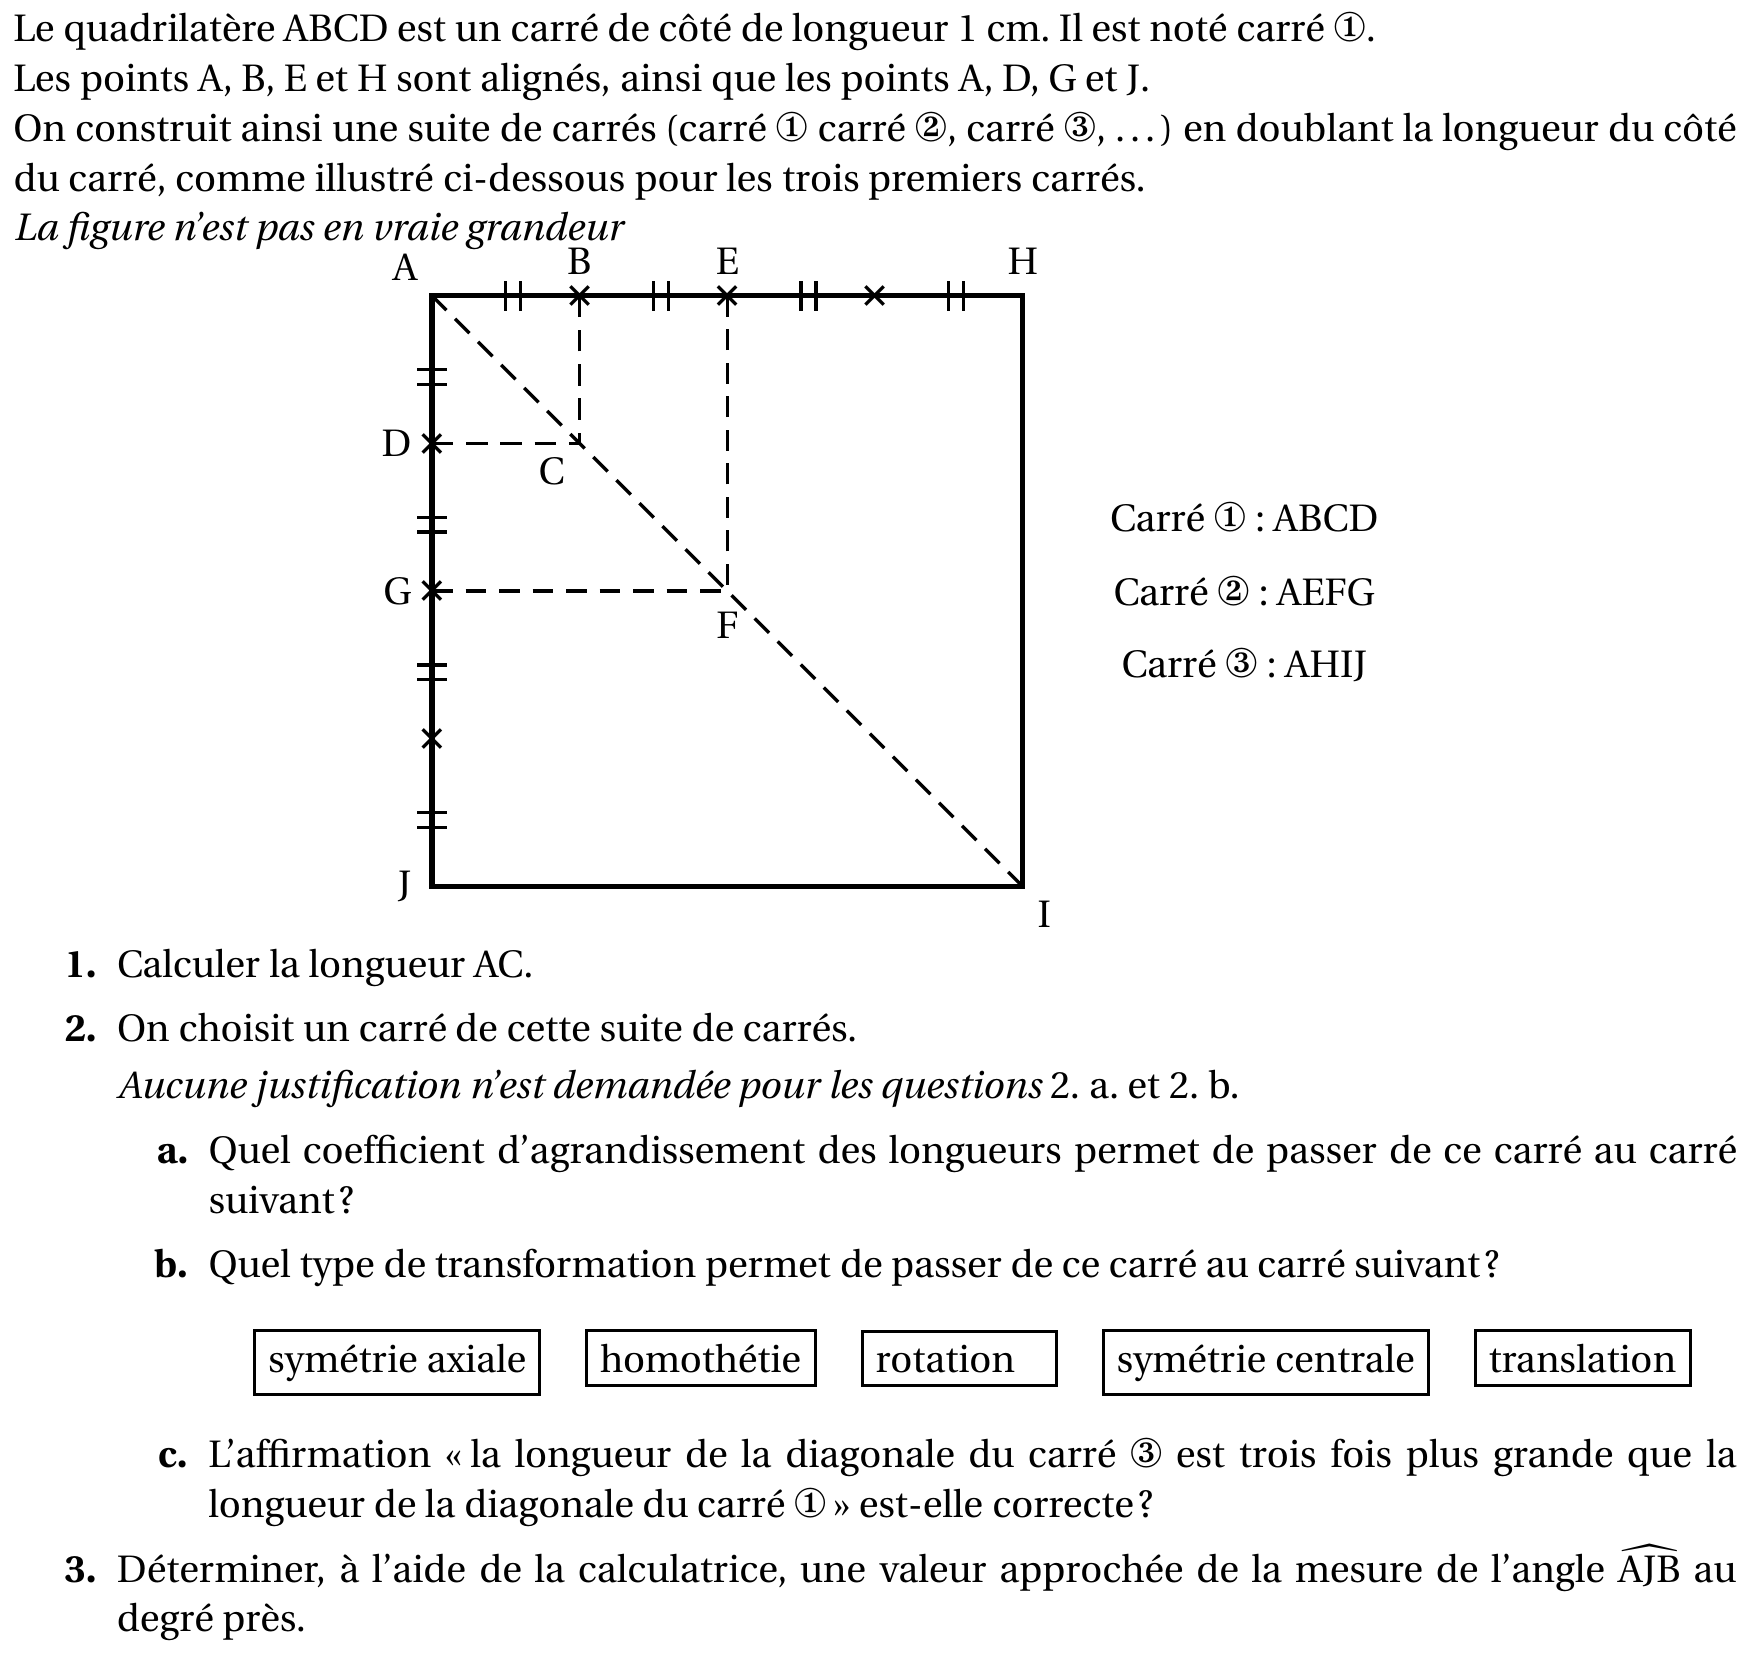 Le quadrilatère ABCD est un carré de côté de longueur 1 cm. Il est noté carré ①.
Les points A, B, E et H sont alignés, ainsi que les points A, D, G et J.
On construit ainsi une suite de carrés (carré ① carré ②, carré ③, ...) en doublant la longueur du côté
du carré, comme illustré ci-dessous pour les trois premiers carrés.
La figure n'est pas en vraie grandeur
A B E H
D
C
G
F
J
I
Carré ① : ABCD
Carré ② : AEFG
Carré ③ : AHIJ
1. Calculer la longueur AC.
2. On choisit un carré de cette suite de carrés.
Aucune justification n'est demandée pour les questions 2. a. et 2. b.
a. Quel coefficient d'agrandissement des longueurs permet de passer de ce carré au carré
suivant ?
b. Quel type de transformation permet de passer de ce carré au carré suivant ?
symétrie axiale homothétie rotation symétrie centrale translation
c. L'affirmation « la longueur de la diagonale du carré ③ est trois fois plus grande que la
longueur de la diagonale du carré ① » est-elle correcte ?
3. Déterminer, à l'aide de la calculatrice, une valeur approchée de la mesure de l'angle AJB au
degré près.